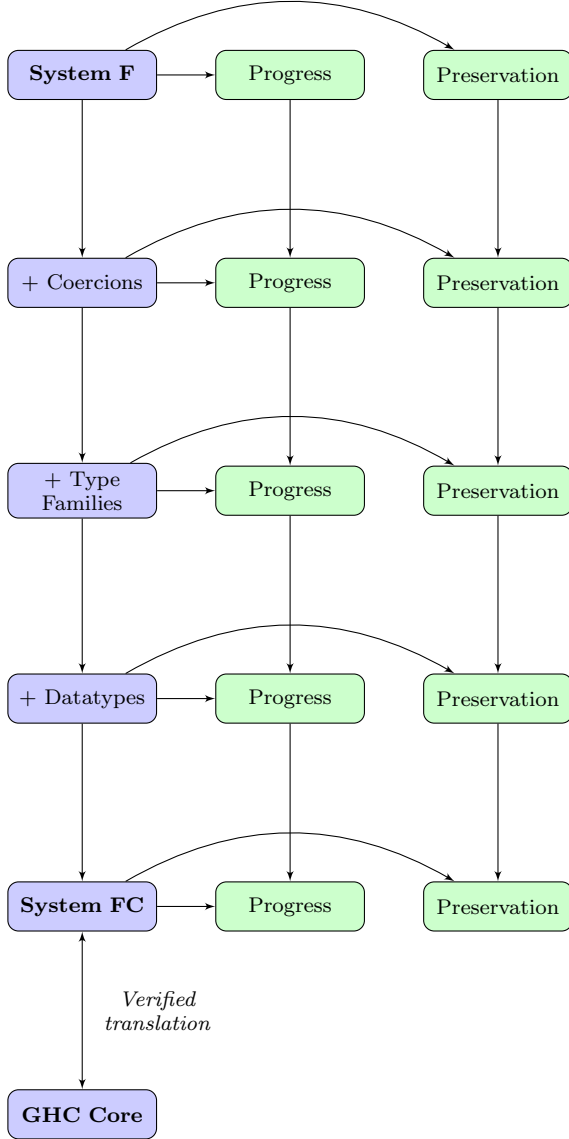 System F
Progress
Preservation
+ Coercions
Progress
Preservation
+ Type
Families
Progress
Preservation
+ Datatypes
Progress
Preservation
System FC
Progress
Preservation
Verified
translation
GHC Core